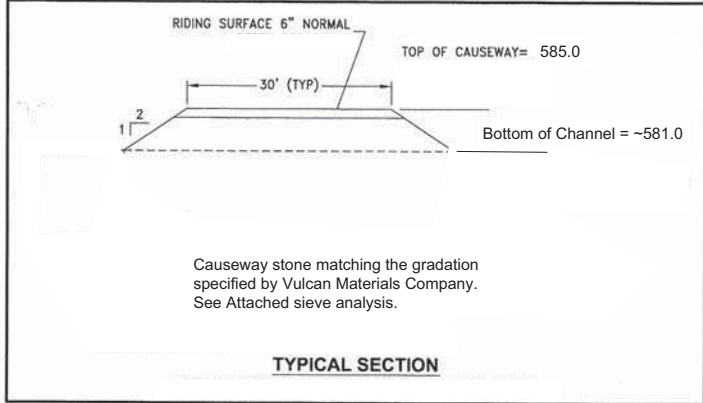 RIDING SURFACE 6" NORMAL
TOP OF CAUSEWAY= 585.0
30' (TYP)
2
1
Bottom of Channel = ~581.0
Causeway stone matching the gradation
specified by Vulcan Materials Company.
See Attached sieve analysis.
TYPICAL SECTION